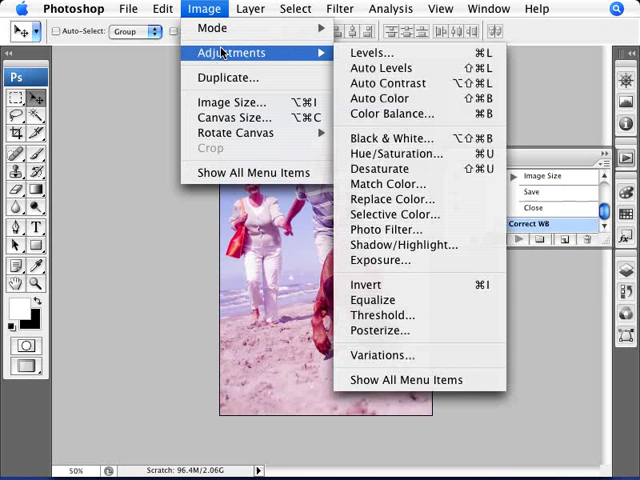 Photoshop File Edit Image Layer Select Filter Analysis View Window Help
Auto-Select: Group
Ps
Mode
Adjustments
Duplicate...
Image Size... ⌥⌘I
Canvas Size... ⌥⌘C
Rotate Canvas
Crop
Show All Menu Items
Levels... ⌘L
Auto Levels ⇧⌘L
Auto Contrast ⌥⇧⌘L
Auto Color ⇧⌘B
Color Balance... ⌘B
Black & White... ⌥⇧⌘B
Hue/Saturation... ⌘U
Desaturate ⇧⌘U
Match Color...
Replace Color...
Selective Color...
Photo Filter...
Shadow/Highlight...
Exposure...
Invert ⌘I
Equalize
Threshold...
Posterize...
Variations...
Show All Menu Items
Image Size
Save
Close
Correct WB
50% Scratch: 96.4M/2.06G